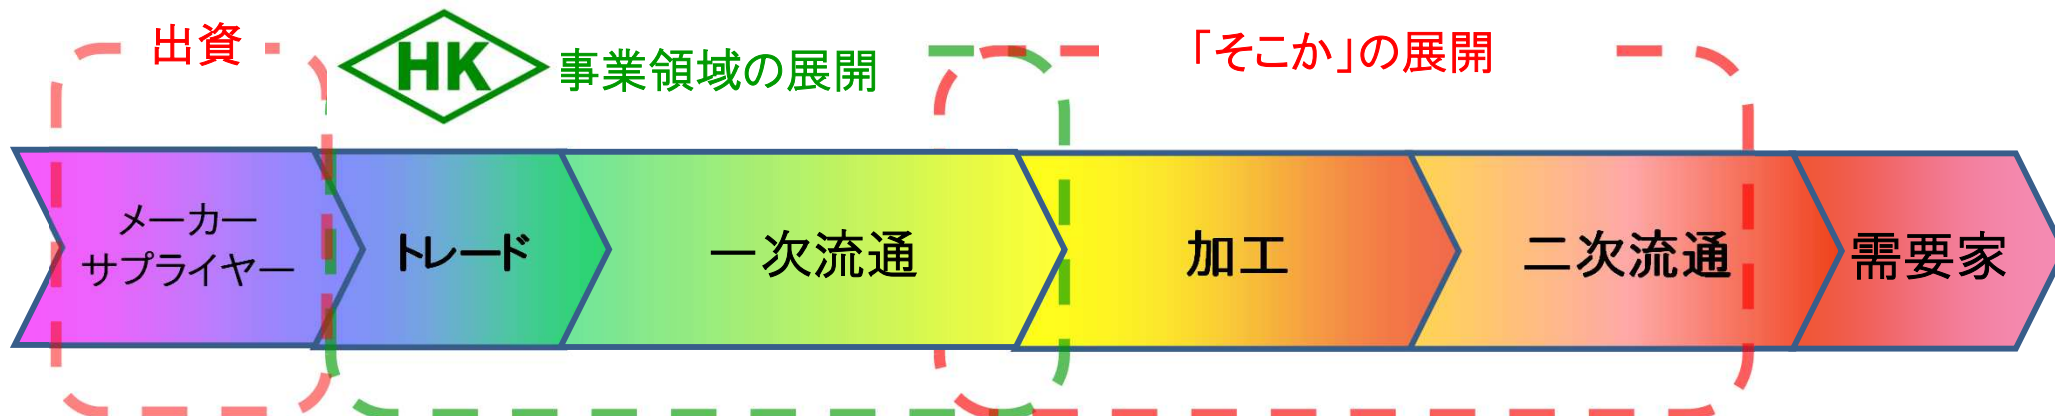 出資
HK
事業領域の展開
「そこか」の展開
メーカー
サプライヤー
トレード
一次流通
加工
二次流通
需要家